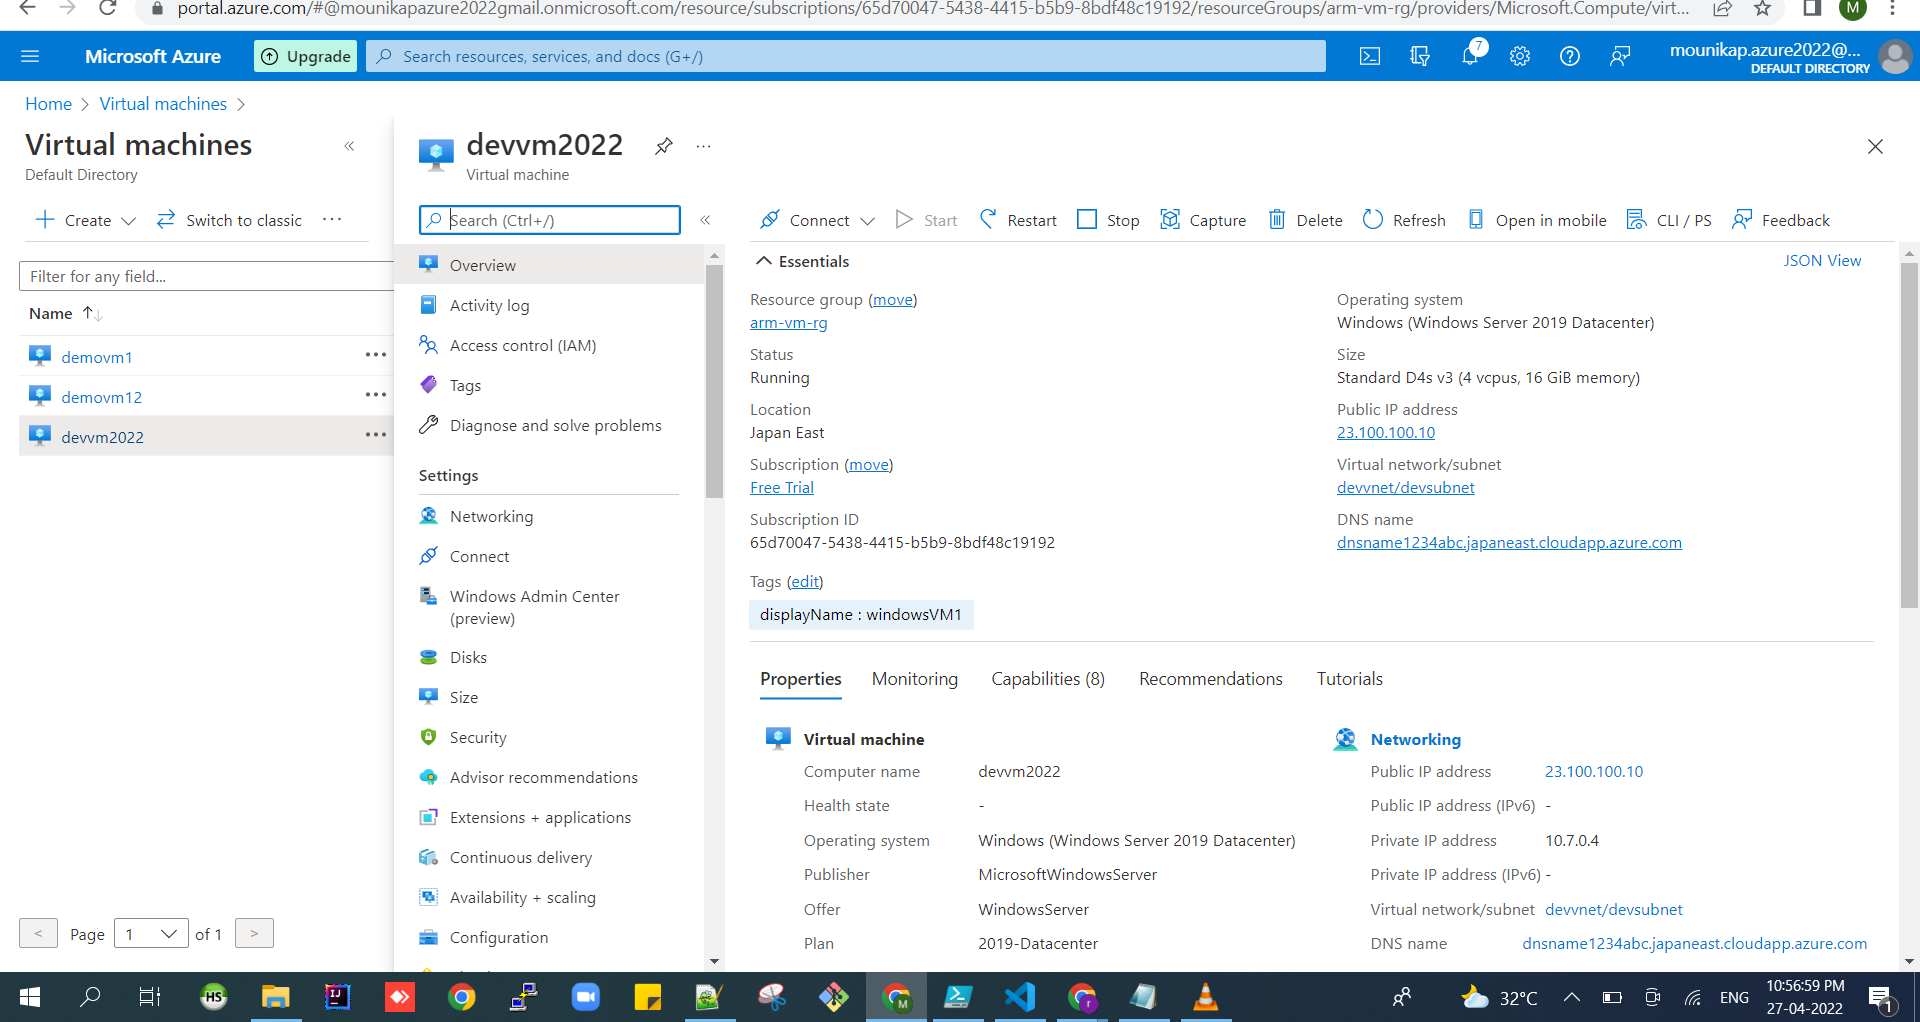 portal.azure.com/#@mounikapazure2022gmail.onmicrosoft.com/resource/subscriptions/65d70047-5438-4415-b5b9-8bdf48c19192/resourceGroups/arm-vm-rg/providers/Microsoft.Compute/virt...
M
Microsoft Azure
Upgrade
Search resources, services, and docs (G+/)
7
mounikap.azure2022@...
DEFAULT DIRECTORY
Home > Virtual machines >
Virtual machines
Default Directory
Create
Switch to classic
Filter for any field...
Name
demovm1
demovm12
devvm2022
< Page 1 of 1 >
devvm2022
Virtual machine
Search (Ctrl+/)
Overview
Activity log
Access control (IAM)
Tags
Diagnose and solve problems
Settings
Networking
Connect
Windows Admin Center
(preview)
Disks
Size
Security
Advisor recommendations
Extensions + applications
Continuous delivery
Availability + scaling
Configuration
Connect Start Restart Stop Capture Delete Refresh Open in mobile CLI / PS Feedback
Essentials
JSON View
Resource group (move)
arm-vm-rg
Status
Running
Location
Japan East
Subscription (move)
Free Trial
Subscription ID
65d70047-5438-4415-b5b9-8bdf48c19192
Operating system
Windows (Windows Server 2019 Datacenter)
Size
Standard D4s v3 (4 vcpus, 16 GiB memory)
Public IP address
23.100.100.10
Virtual network/subnet
devvnet/devsubnet
DNS name
dnsname1234abc.japaneast.cloudapp.azure.com
Tags (edit)
displayName : windowsVM1
Properties Monitoring Capabilities (8) Recommendations Tutorials
Virtual machine
Computer name devvm2022
Health state -
Operating system Windows (Windows Server 2019 Datacenter)
Publisher MicrosoftWindowsServer
Offer WindowsServer
Plan 2019-Datacenter
Networking
Public IP address 23.100.100.10
Public IP address (IPv6) -
Private IP address 10.7.0.4
Private IP address (IPv6) -
Virtual network/subnet devvnet/devsubnet
DNS name dnsname1234abc.japaneast.cloudapp.azure.com
HS
IJ
M
r
32°C
ENG
10:56:59 PM
27-04-2022
1